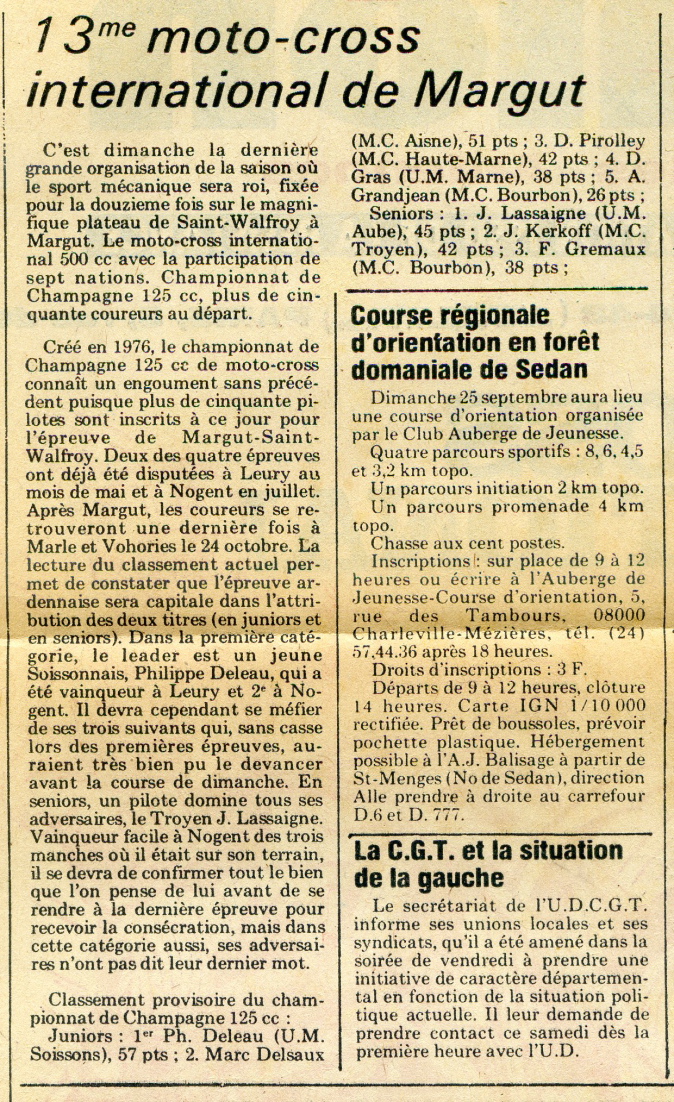 13me moto-cross
international de Margut
C'est dimanche la dernière
grande organisation de la saison où
le sport mécanique sera roi, fixée
pour la douzieme fois sur le magni-
fique plateau de Saint-Walfroy à
Margut. Le moto-cross internatio-
nal 500 cc avec la participation de
sept nations. Championnat de
Champagne 125 cc, plus de cin-
quante coureurs au départ.
Créé en 1976, le championnat de
Champagne 125 cc de moto-cross
connaît un engoument sans précé-
dent puisque plus de cinquante pi-
lotes sont inscrits à ce jour pour
l'épreuve de Margut-Saint-
Walfroy. Deux des quatre épreuves
ont déjà été disputées à Leury au
mois de mai et à Nogent en juillet.
Après Margut, les coureurs se re-
trouveront une dernière fois à
Marle et Vohories le 24 octobre. La
lecture du classement actuel per-
met de constater que l'épreuve ar-
dennaise sera capitale dans l'attri-
bution des deux titres (en juniors et
en seniors). Dans la première caté-
gorie, le leader est un jeune
Soissonnais, Philippe Deleau, qui a
été vainqueur à Leury et 2e à No-
gent. Il devra cependant se méfier
de ses trois suivants qui, sans casse
lors des premières épreuves, au-
raient très bien pu le devancer
avant la course de dimanche. En
seniors, un pilote domine tous ses
adversaires, le Troyen J. Lassaigne.
Vainqueur facile à Nogent des trois
manches où il était sur son terrain,
il se devra de confirmer tout le bien
que l'on pense de lui avant de se
rendre à la dernière épreuve pour
recevoir la consécration, mais dans
cette catégorie aussi, ses adversai-
res n'ont pas dit leur dernier mot.
Classement provisoire du cham-
pionnat de Champagne 125 cc :
Juniors : 1er Ph. Deleau (U.M.
Soissons), 57 pts ; 2. Marc Delsaux
(M.C. Aisne), 51 pts ; 3. D. Pirolley
(M.C. Haute-Marne), 42 pts ; 4. D.
Gras (U.M. Marne), 38 pts ; 5. A.
Grandjean (M.C. Bourbon), 26 pts ;
Seniors : 1. J. Lassaigne (U.M.
Aube), 45 pts ; 2. J. Kerkoff (M.C.
Troyen), 42 pts ; 3. F. Gremaux
(M.C. Bourbon), 38 pts ;
Course régionale
d'orientation en forêt
domaniale de Sedan
Dimanche 25 septembre aura lieu
une course d'orientation organisée
par le Club Auberge de Jeunesse.
Quatre parcours sportifs : 8, 6, 4,5
et 3,2 km topo.
Un parcours initiation 2 km topo.
Un parcours promenade 4 km
topo.
Chasse aux cent postes.
Inscriptions : sur place de 9 à 12
heures ou écrire à l'Auberge de
Jeunesse-Course d'orientation, 5,
rue des Tambours, 08000
Charleville-Mézières, tél. (24)
57.44.36 après 18 heures.
Droits d'inscriptions : 3 F.
Départs de 9 à 12 heures, clôture
14 heures. Carte IGN 1/10 000
rectifiée. Prêt de boussoles, prévoir
pochette plastique. Hébergement
possible à l'A.J. Balisage à partir de
St-Menges (No de Sedan), direction
Alle prendre à droite au carrefour
D.6 et D. 777.
La C.G.T. et la situation
de la gauche
Le secrétariat de l'U.D.C.G.T.
informe ses unions locales et ses
syndicats, qu'il a été amené dans la
soirée de vendredi à prendre une
initiative de caractère départemen-
tal en fonction de la situation poli-
tique actuelle. Il leur demande de
prendre contact ce samedi dès la
première heure avec l'U.D.